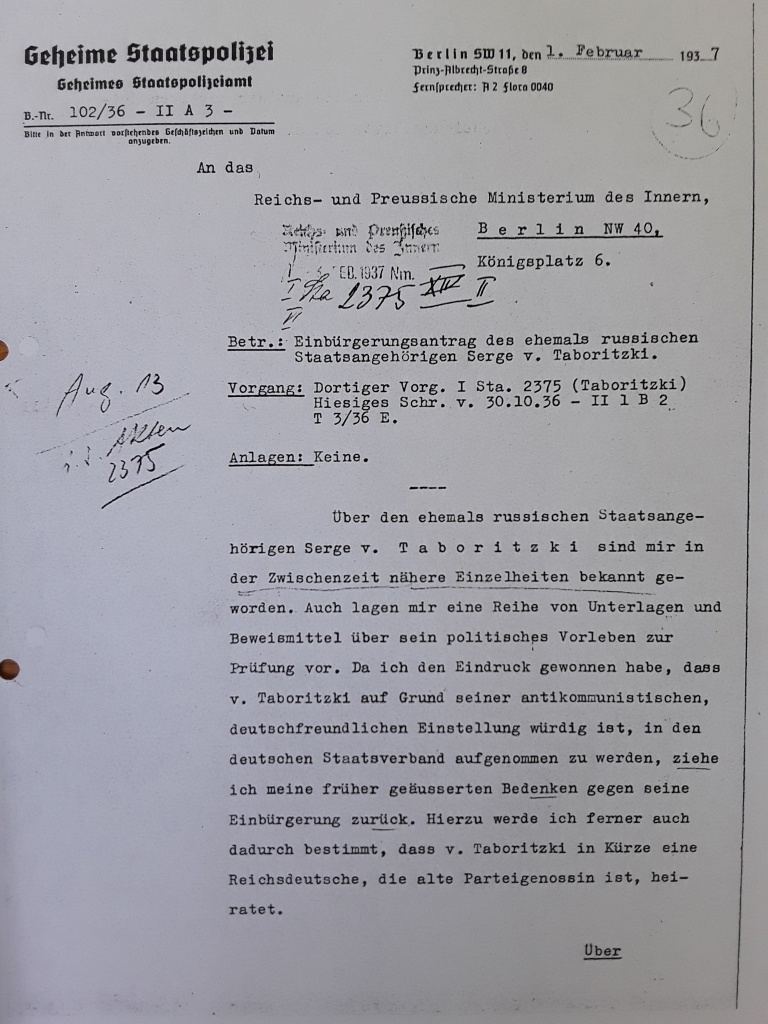 Geheime Staatspolizei
Geheimes Staatspolizeiamt
B.-Nr. 102/36 - II A 3 -
Bitte in der Antwort vorstehendes Geschäftszeichen und Datum
anzugeben.
Berlin SW 11, den 1. Februar 1937
Prinz-Albrecht-Straße 8
Fernsprecher: A 2 Flora 0040
36
An das
Reichs- und Preussische Ministerium des Innern,
Reichs- und Preußisches
Ministerium des Innern
FEB. 1937 Nm.
B e r l i n NW 40,
Königsplatz 6.
I Sta 2375 XIV II
VI
Betr.: Einbürgerungsantrag des ehemals russischen
Staatsangehörigen Serge v. Taboritzki.
Vorgang: Dortiger Vorg. I Sta. 2375 (Taboritzki)
Hiesiges Schr. v. 30.10.36 - II 1 B 2
T 3/36 E.
Aug. 13
Akten
2375
Anlagen: Keine.
----
Über den ehemals russischen Staatsange-
hörigen Serge v. T a b o r i t z k i sind mir in
der Zwischenzeit nähere Einzelheiten bekannt ge-
worden. Auch lagen mir eine Reihe von Unterlagen und
Beweismittel über sein politisches Vorleben zur
Prüfung vor. Da ich den Eindruck gewonnen habe, dass
v. Taboritzki auf Grund seiner antikommunistischen,
deutschfreundlichen Einstellung würdig ist, in den
deutschen Staatsverband aufgenommen zu werden, ziehe
ich meine früher geäusserten Bedenken gegen seine
Einbürgerung zurück. Hierzu werde ich ferner auch
dadurch bestimmt, dass v. Taboritzki in Kürze eine
Reichsdeutsche, die alte Parteigenossin ist, hei-
ratet.
Über